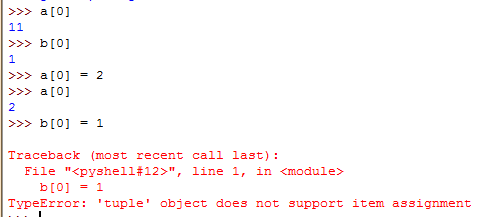 >>> a[0]
11
>>> b[0]
1
>>> a[0] = 2
>>> a[0]
2
>>> b[0] = 1
Traceback (most recent call last):
  File "<pyshell#12>", line 1, in <module>
    b[0] = 1
TypeError: 'tuple' object does not support item assignment